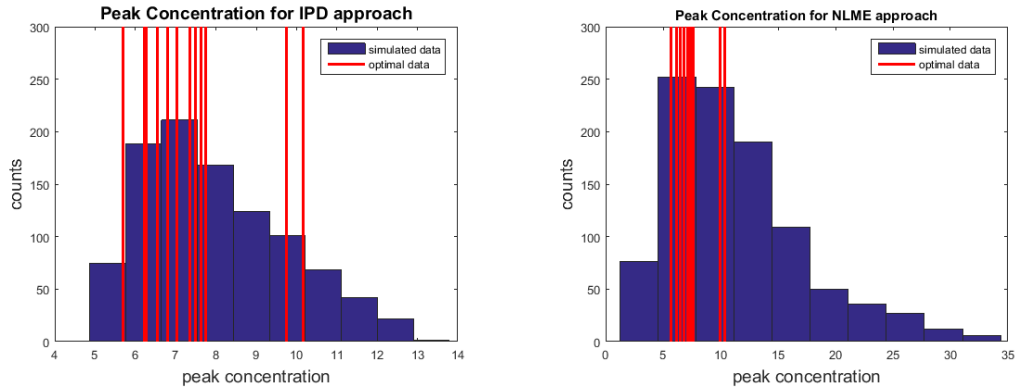 Peak Concentration for IPD approach
300
250
200
150
100
50
0
counts
simulated data
optimal data
4 5 6 7 8 9 10 11 12 13 14
peak concentration
Peak Concentration for NLME approach
300
250
200
150
100
50
0
counts
simulated data
optimal data
0 5 10 15 20 25 30 35
peak concentration